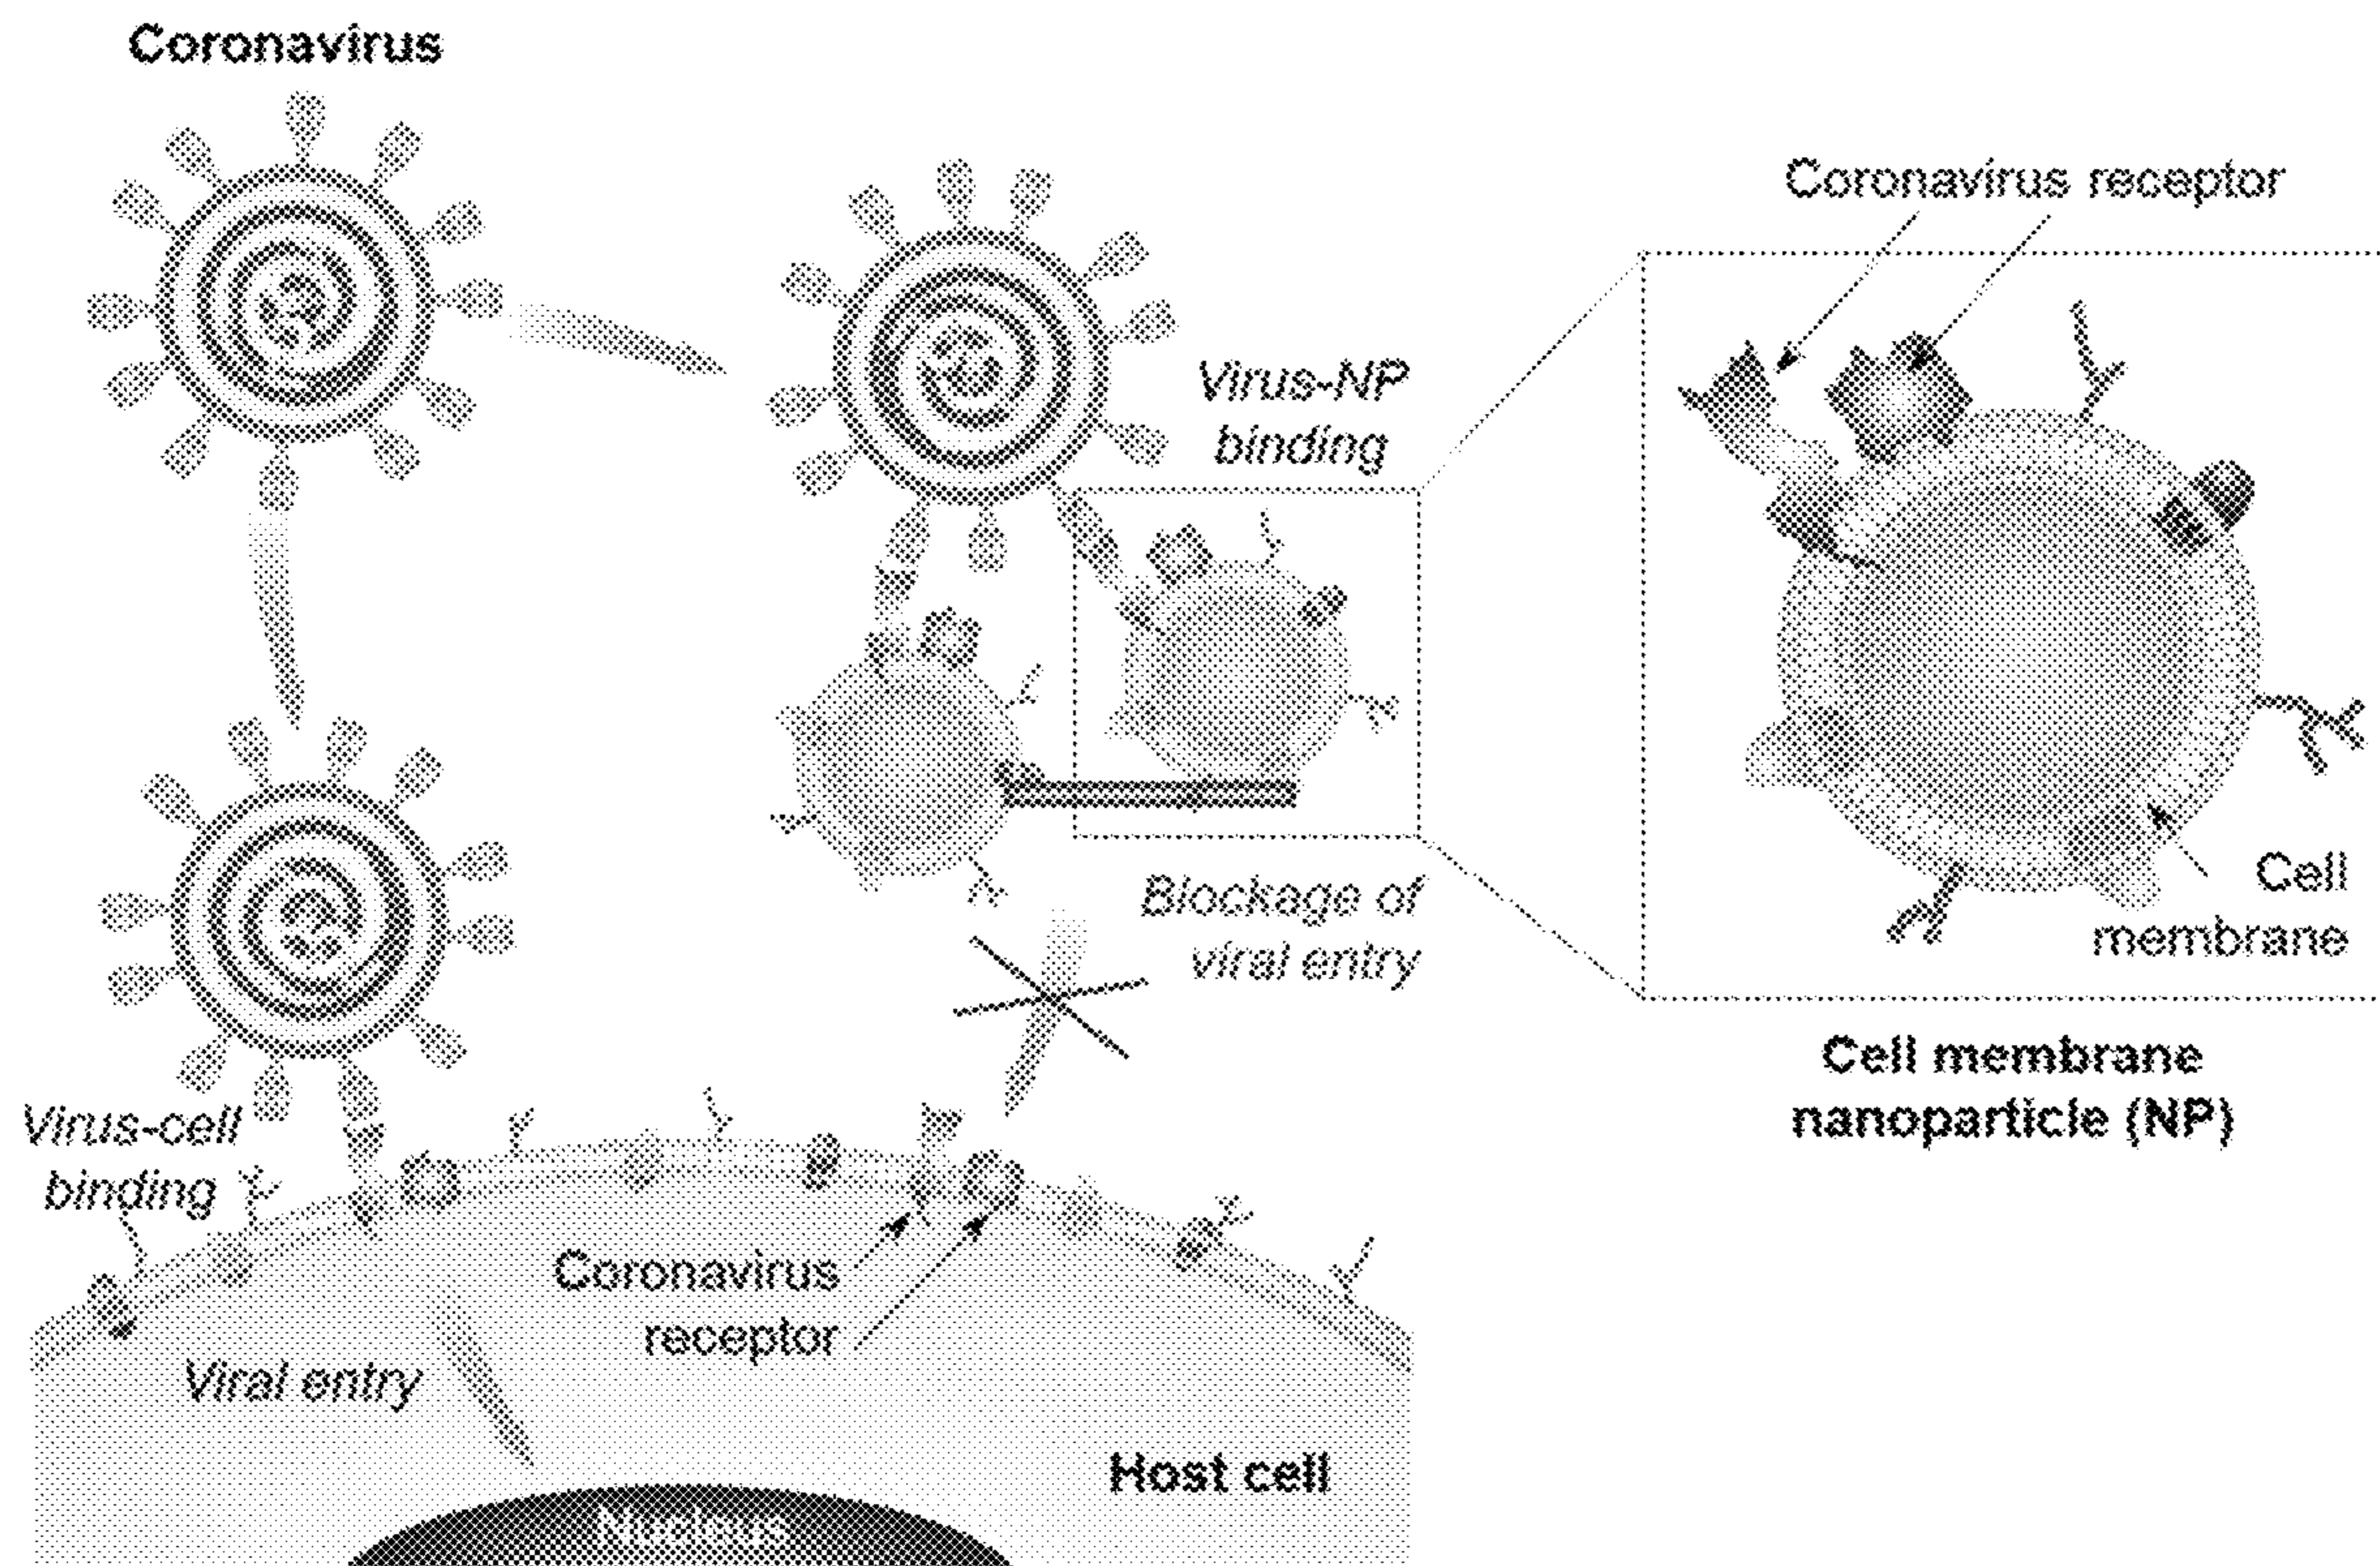 Coronavirus
Coronavirus receptor
Virus-NP
binding
Cell
membrane
Blockage of
viral entry
Cell membrane
nanoparticle (NP)
Virus-cell
binding
Coronavirus
receptor
Viral entry
Host cell
Nucleus